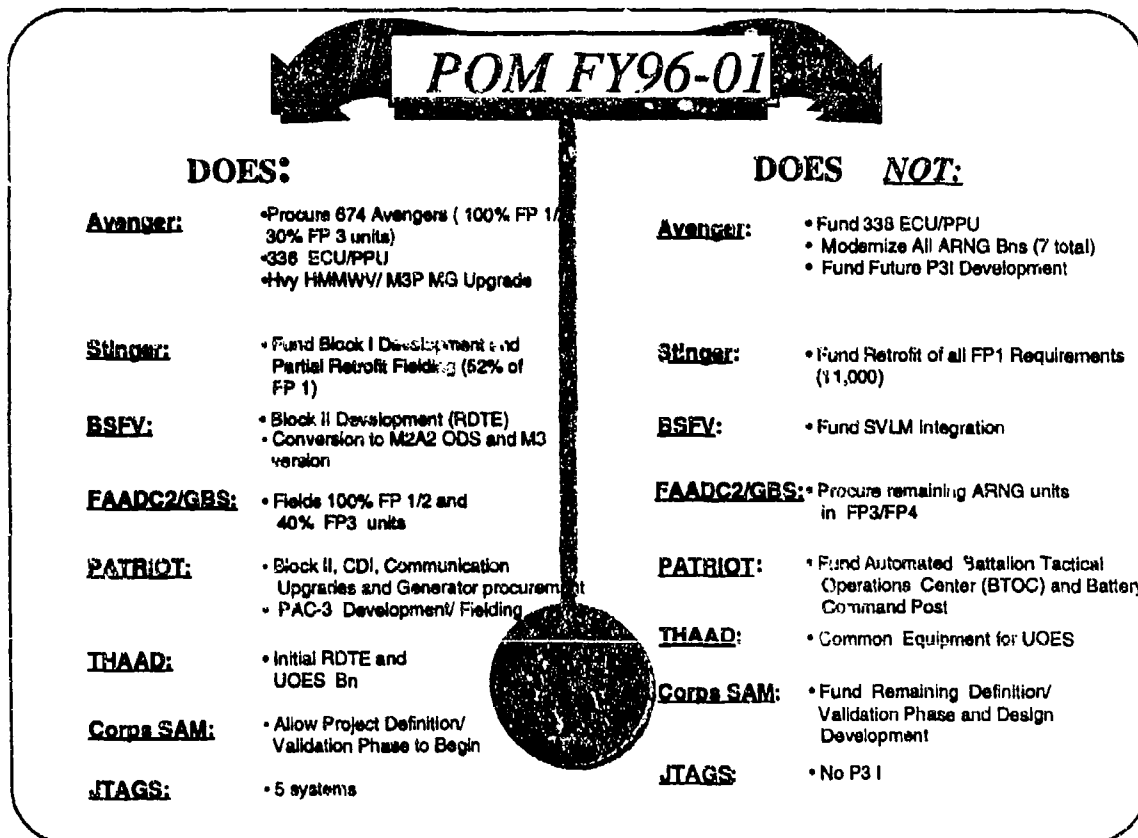 POM FY96-01
DOES:
Avenger:
•Procure 674 Avengers ( 100% FP 1/
30% FP 3 units)
•336 ECU/PPU
•Hvy HMMWV/ M3P MG Upgrade
Stinger:
• Fund Block I Development and
Partial Retrofit Fielding (52% of
FP 1)
BSFV:
• Block II Development (RDTE)
• Conversion to M2A2 ODS and M3
version
FAADC2/GBS:
• Fields 100% FP 1/2 and
40% FP3 units
PATRIOT:
• Block II, CDI, Communication
Upgrades and Generator procurement
• PAC-3 Development/ Fielding
THAAD:
• Initial RDTE and
UOES Bn
Corps SAM:
• Allow Project Definition/
Validation Phase to Begin
JTAGS:
• 5 systems
DOES NOT:
Avenger:
• Fund 338 ECU/PPU
• Modernize All ARNG Bns (7 total)
• Fund Future P3I Development
Stinger:
• Fund Retrofit of all FP1 Requirements
1,000)
BSFV:
• Fund SVLM Integration
FAADC2/GBS:
• Procure remaining ARNG units
in FP3/FP4
PATRIOT:
• Fund Automated Battalion Tactical
Operations Center (BTOC) and Battery
Command Post
THAAD:
• Common Equipment for UOES
Corps SAM:
• Fund Remaining Definition/
Validation Phase and Design
Development
JTAGS
• No P3 I